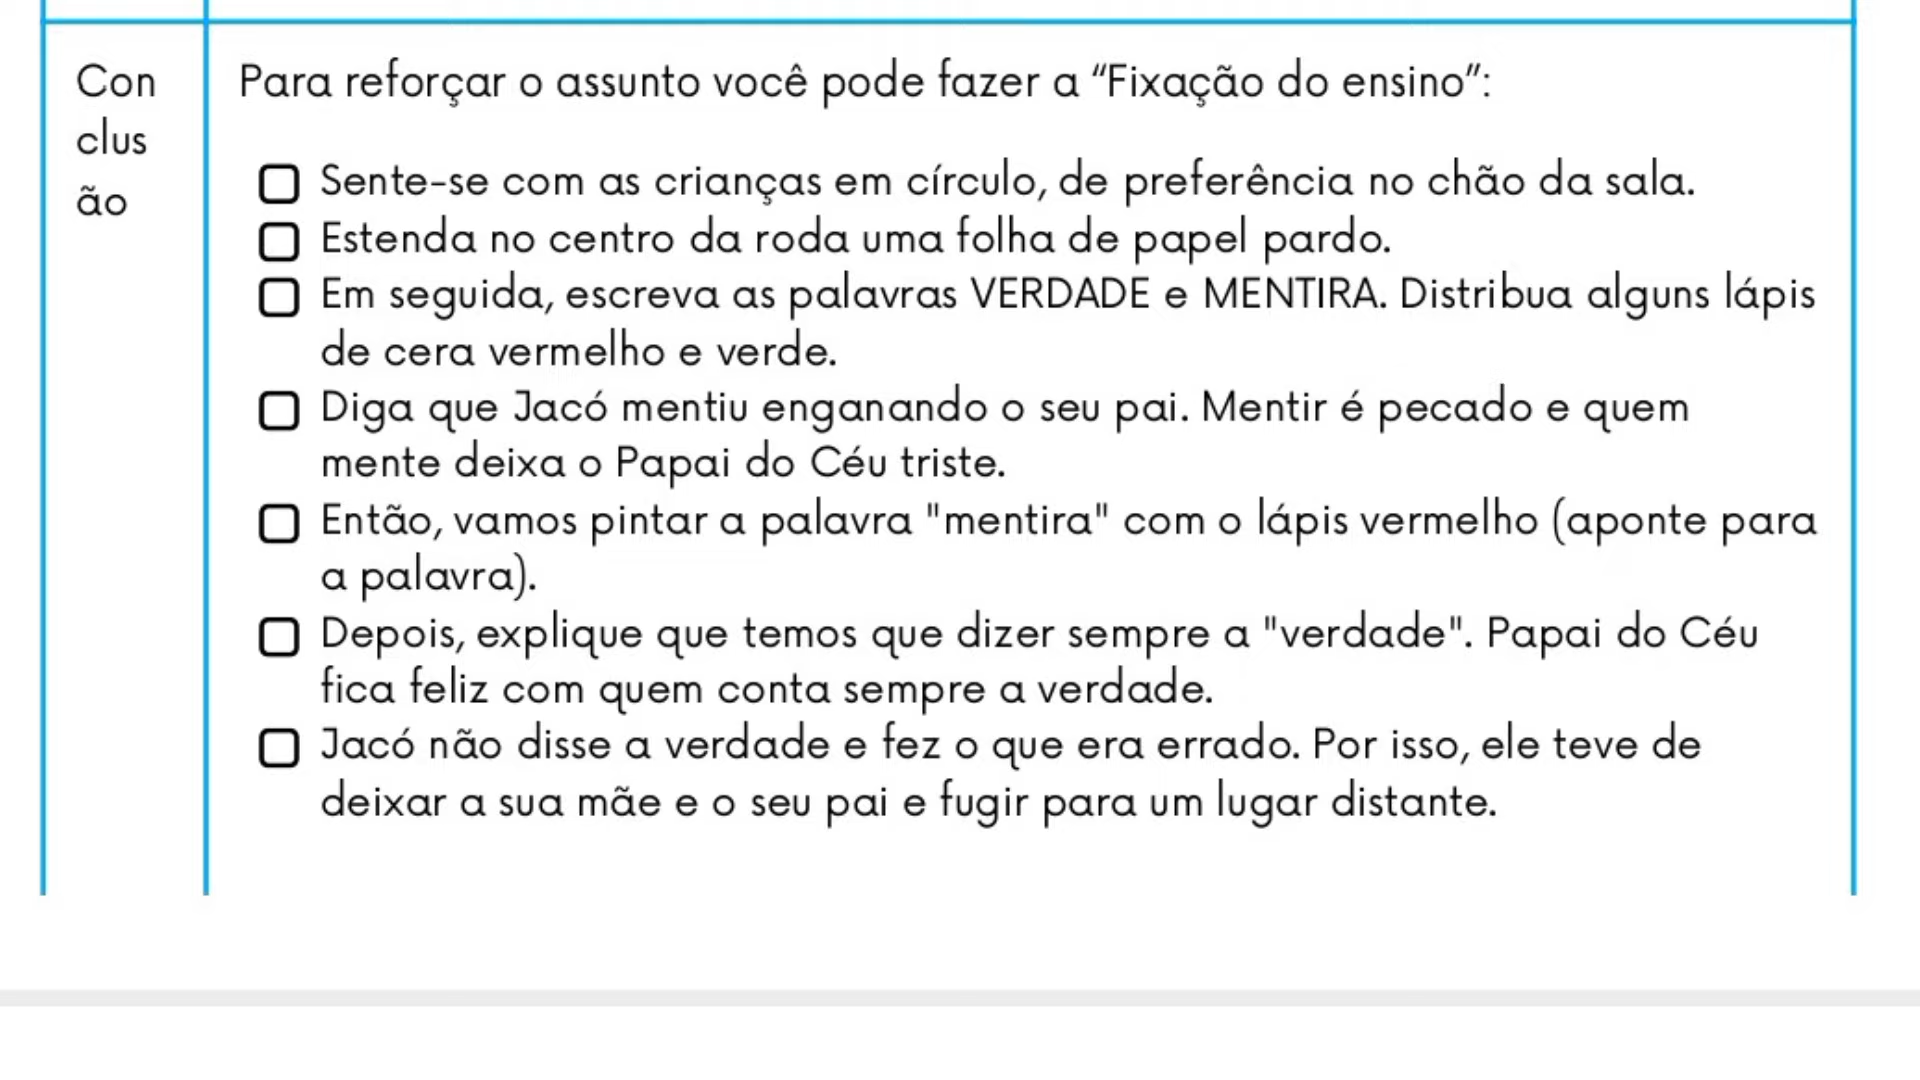 Con
clus
ão
Para reforçar o assunto você pode fazer a “Fixação do ensino”:
Sente-se com as crianças em círculo, de preferência no chão da sala.
Estenda no centro da roda uma folha de papel pardo.
Em seguida, escreva as palavras VERDADE e MENTIRA. Distribua alguns lápis
de cera vermelho e verde.
Diga que Jacó mentiu enganando o seu pai. Mentir é pecado e quem
mente deixa o Papai do Céu triste.
Então, vamos pintar a palavra "mentira" com o lápis vermelho (aponte para
a palavra).
Depois, explique que temos que dizer sempre a "verdade". Papai do Céu
fica feliz com quem conta sempre a verdade.
Jacó não disse a verdade e fez o que era errado. Por isso, ele teve de
deixar a sua mãe e o seu pai e fugir para um lugar distante.